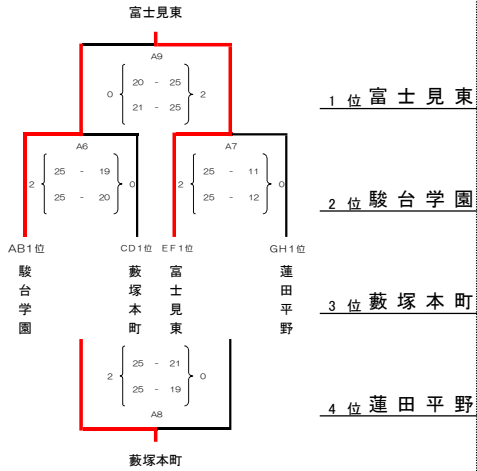 富士見東
A9
0 20 - 25 2
21 - 25
1 位 富 士 見 東
A6
2 25 - 19 0
25 - 20
A7
2 25 - 11 0
25 - 12
2 位 駿 台 学 園
AB1位
CD1位
EF1位
GH1位
駿台学園
藪塚本町
富士見東
蓮田平野
3 位 藪 塚 本 町
2 25 - 21 0
25 - 19
A8
4 位 蓮 田 平 野
藪塚本町